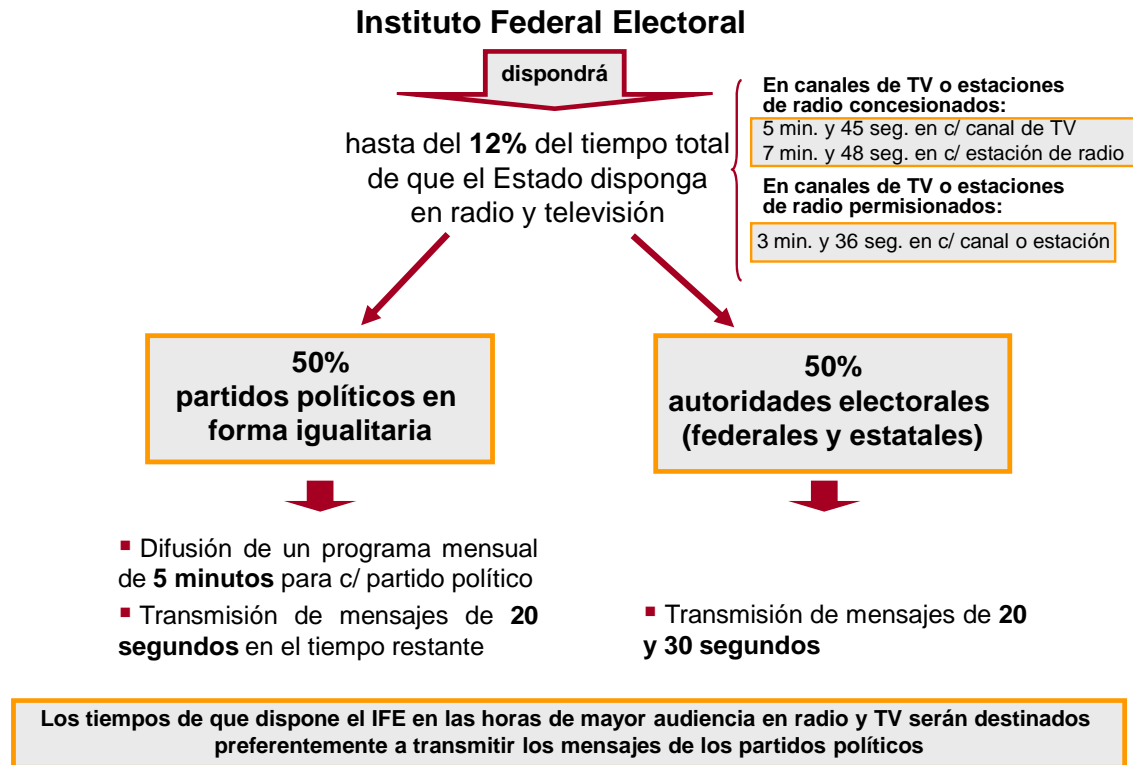 Instituto Federal Electoral
dispondrá
hasta del 12% del tiempo total
de que el Estado disponga
en radio y televisión
En canales de TV o estaciones
de radio concesionados:
5 min. y 45 seg. en c/ canal de TV
7 min. y 48 seg. en c/ estación de radio
En canales de TV o estaciones
de radio permisionados:
3 min. y 36 seg. en c/ canal o estación
50%
partidos políticos en
forma igualitaria
50%
autoridades electorales
(federales y estatales)
▪ Difusión de un programa mensual
de 5 minutos para c/ partido político
▪ Transmisión de mensajes de 20
segundos en el tiempo restante
▪ Transmisión de mensajes de 20
y 30 segundos
Los tiempos de que dispone el IFE en las horas de mayor audiencia en radio y TV serán destinados
preferentemente a transmitir los mensajes de los partidos políticos